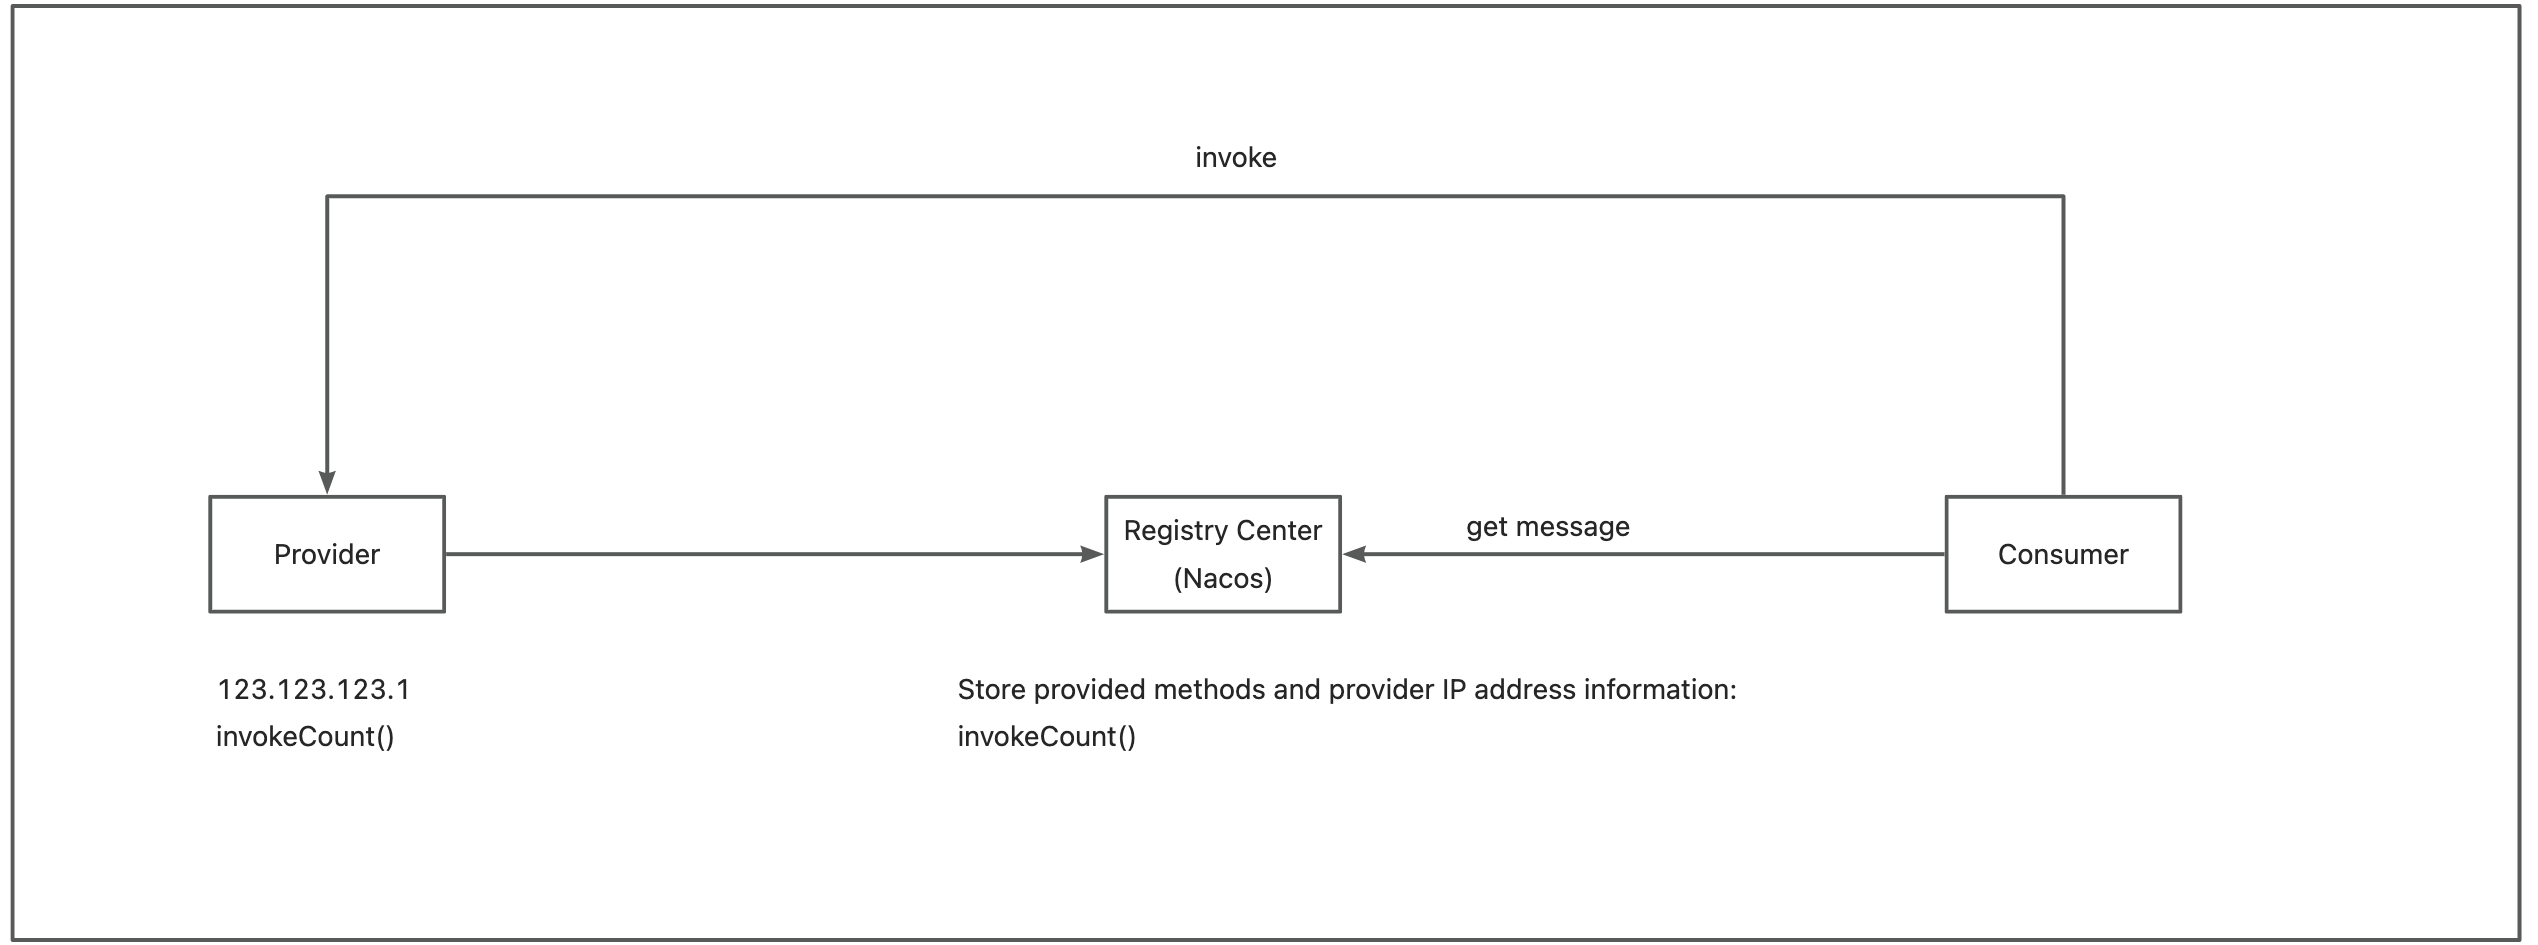 invoke
Provider
Registry Center
(Nacos)
get message
Consumer
123.123.123.1
invokeCount()
Store provided methods and provider IP address information:
invokeCount()